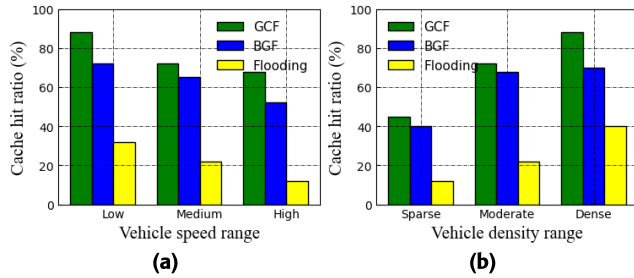 100
80
60
40
20
0
Cache hit ratio (%)
GCF
BGF
Flooding
Low Medium High
Vehicle speed range
(a)
100
80
60
40
20
0
Cache hit ratio (%)
GCF
BGF
Flooding
Sparse Moderate Dense
Vehicle density range
(b)